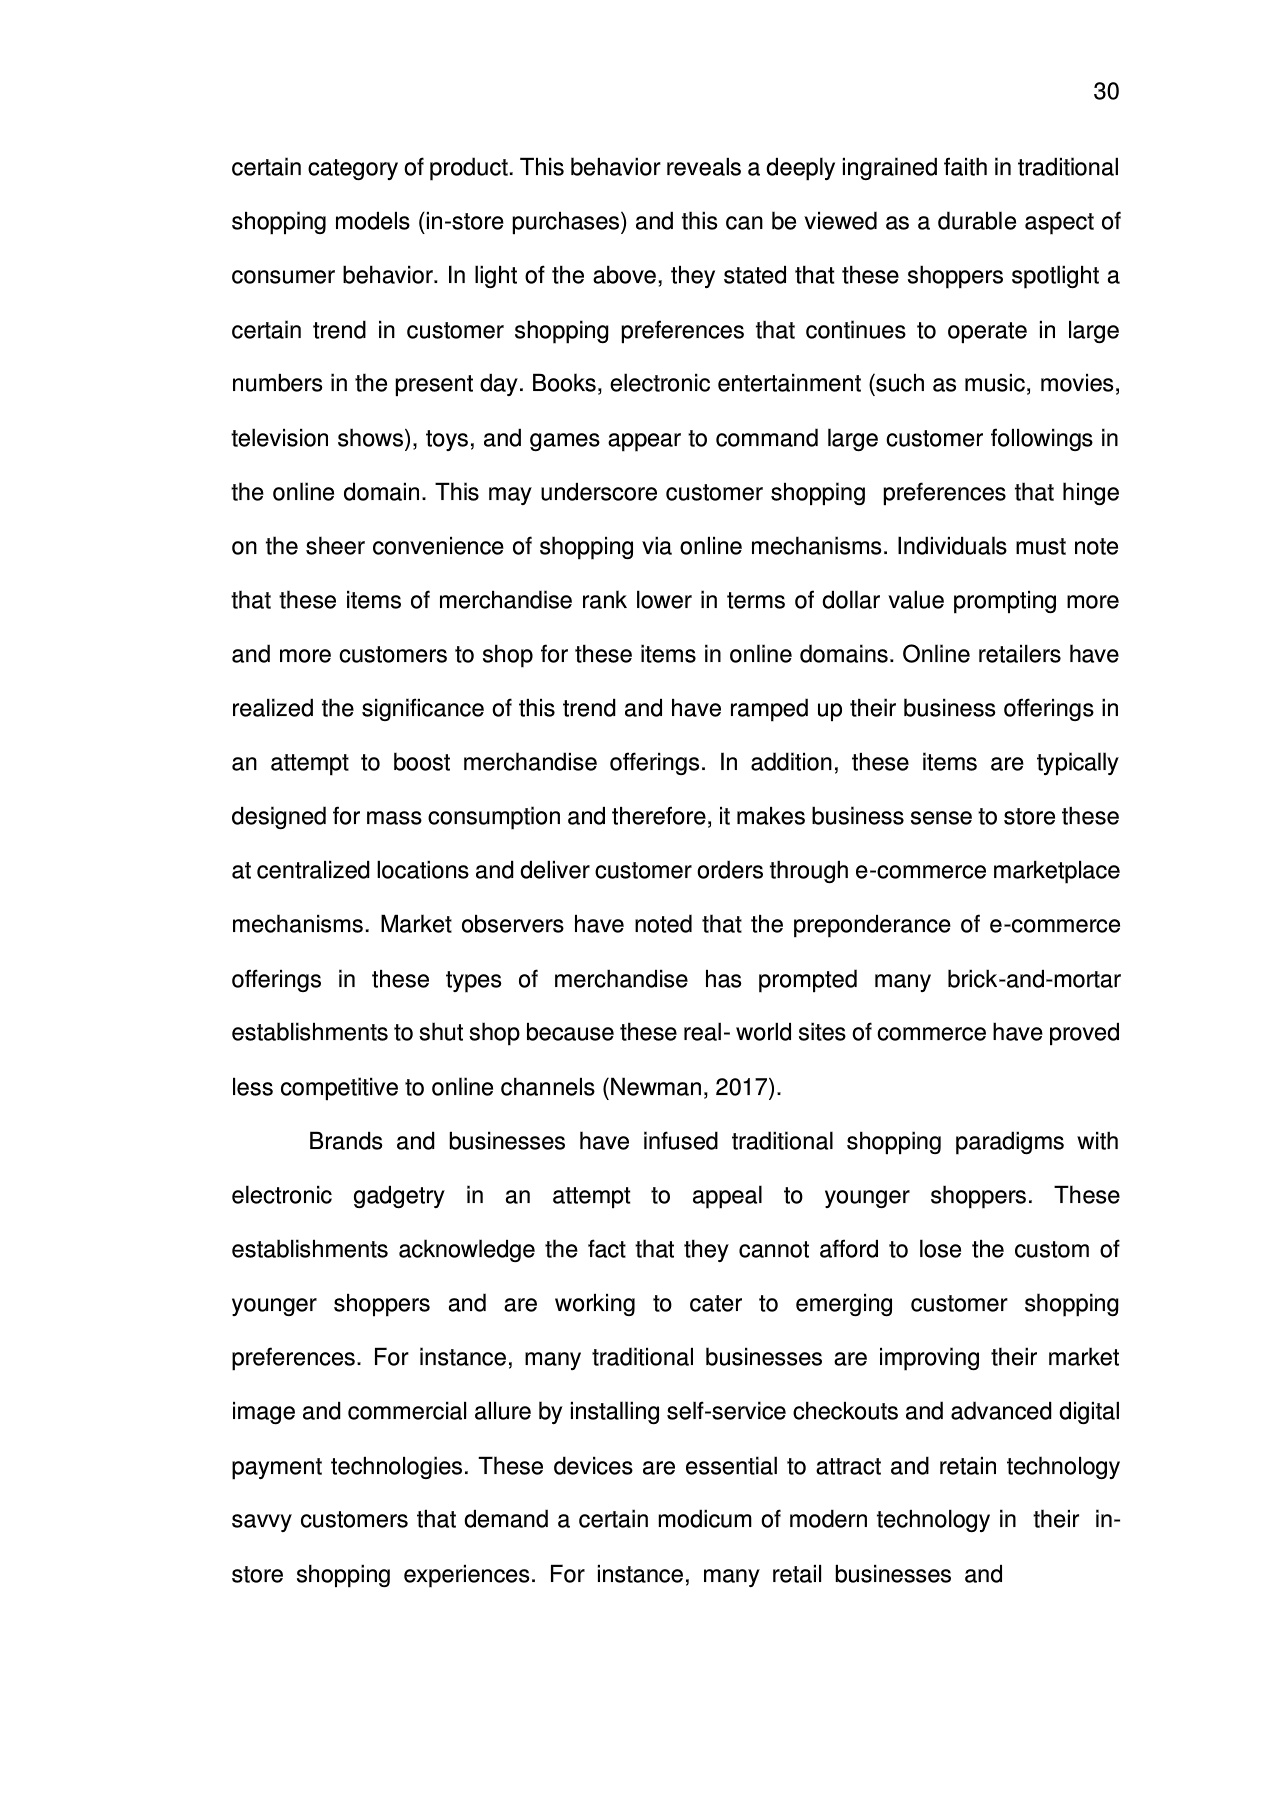 30
certain category of product. This behavior reveals a deeply ingrained faith in traditional
shopping models (in-store purchases) and this can be viewed as a durable aspect of
consumer behavior. In light of the above, they stated that these shoppers spotlight a
certain trend in customer shopping preferences that continues to operate in large
numbers in the present day. Books, electronic entertainment (such as music, movies,
television shows), toys, and games appear to command large customer followings in
the online domain. This may underscore customer shopping  preferences that hinge
on the sheer convenience of shopping via online mechanisms. Individuals must note
that these items of merchandise rank lower in terms of dollar value prompting more
and more customers to shop for these items in online domains. Online retailers have
realized the significance of this trend and have ramped up their business offerings in
an attempt to boost merchandise offerings. In addition, these items are typically
designed for mass consumption and therefore, it makes business sense to store these
at centralized locations and deliver customer orders through e-commerce marketplace
mechanisms. Market observers have noted that the preponderance of e-commerce
offerings in these types of merchandise has prompted many brick-and-mortar
establishments to shut shop because these real- world sites of commerce have proved
less competitive to online channels (Newman, 2017).
Brands and businesses have infused traditional shopping paradigms with
electronic gadgetry in an attempt to appeal to younger shoppers. These
establishments acknowledge the fact that they cannot afford to lose the custom of
younger shoppers and are working to cater to emerging customer shopping
preferences. For instance, many traditional businesses are improving their market
image and commercial allure by installing self-service checkouts and advanced digital
payment technologies. These devices are essential to attract and retain technology
savvy customers that demand a certain modicum of modern technology in  their  in-
store shopping experiences. For instance, many retail businesses and